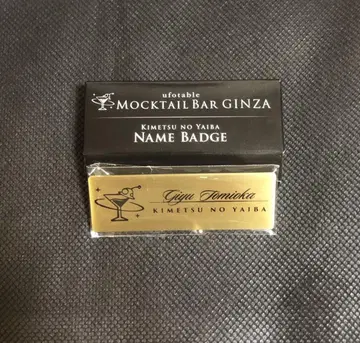 ufotable
MOCKTAIL BAR GINZA
KIMETSU NO YAIBA
NAME BADGE
Giyu Tomioka
KIMETSU NO YAIBA